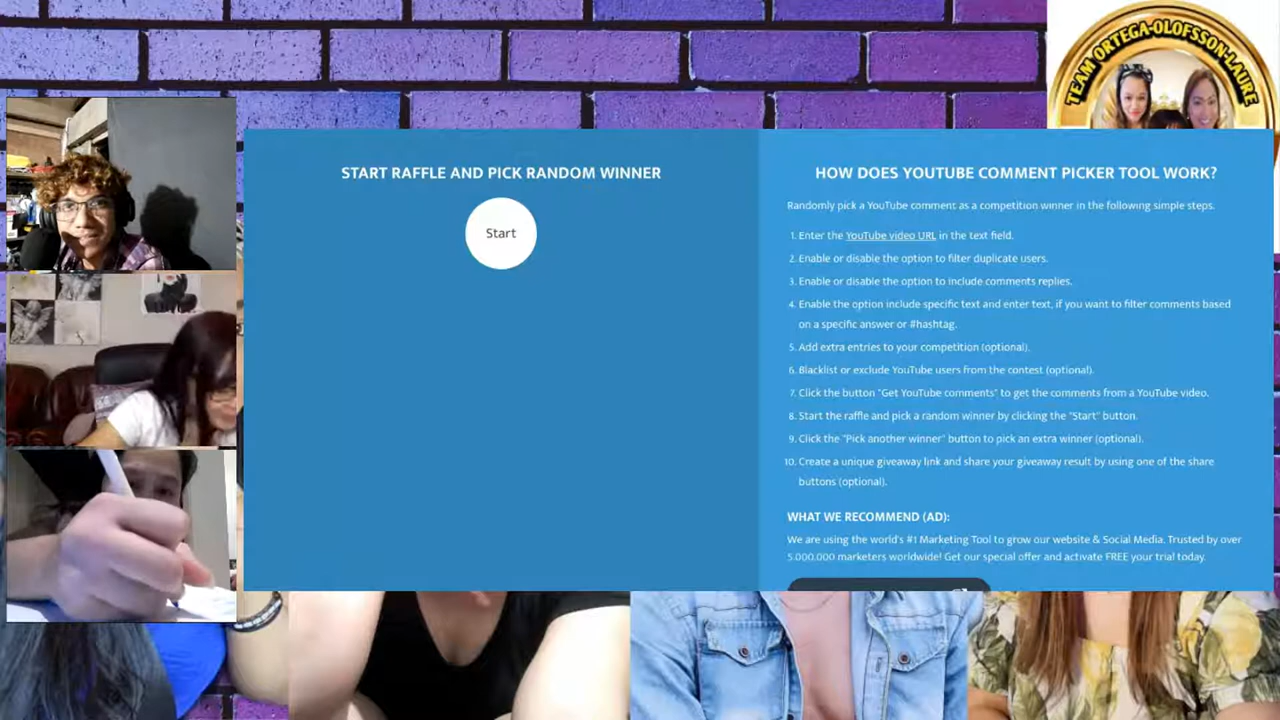 TEAM ORTEGA-OLOFSSON-LAURE
START RAFFLE AND PICK RANDOM WINNER
Start
HOW DOES YOUTUBE COMMENT PICKER TOOL WORK?
Randomly pick a YouTube comment as a competition winner in the following simple steps.
1. Enter the YouTube video URL in the text field.
2. Enable or disable the option to filter duplicate users.
3. Enable or disable the option to include comments replies.
4. Enable the option include specific text and enter text, if you want to filter comments based
on a specific answer or #hashtag.
5. Add extra entries to your competition (optional).
6. Blacklist or exclude YouTube users from the contest (optional).
7. Click the button "Get YouTube comments" to get the comments from a YouTube video.
8. Start the raffle and pick a random winner by clicking the "Start" button.
9. Click the "Pick another winner" button to pick an extra winner (optional).
10. Create a unique giveaway link and share your giveaway result by using one of the share
buttons (optional).
WHAT WE RECOMMEND (AD):
We are using the world's #1 Marketing Tool to grow our website & Social Media. Trusted by over
5.000.000 marketers worldwide! Get our special offer and activate FREE your trial today.